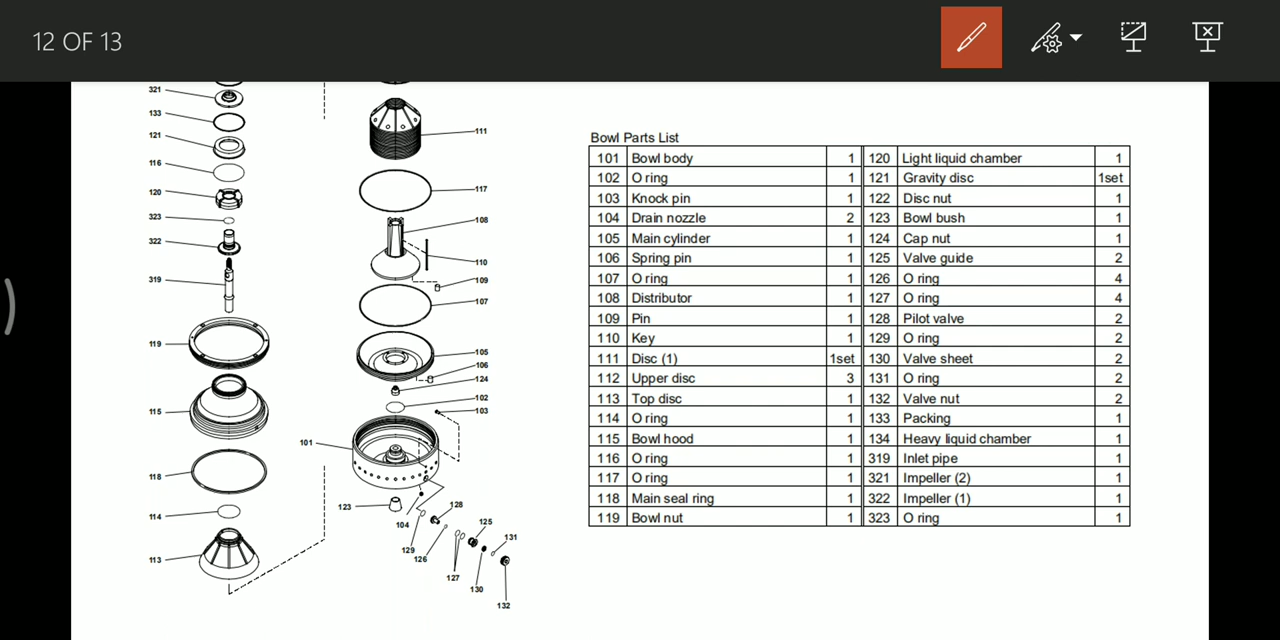 12 OF 13
321
133
121
116
120
323
322
319
119
115
118
114
113
111
117
108
110
109
107
105
106
124
102
103
101
123
104
128
129
126
125
131
127
130
132
Bowl Parts List
101 Bowl body 1 120 Light liquid chamber 1
102 O ring 1 121 Gravity disc 1set
103 Knock pin 1 122 Disc nut 1
104 Drain nozzle 2 123 Bowl bush 1
105 Main cylinder 1 124 Cap nut 1
106 Spring pin 1 125 Valve guide 2
107 O ring 1 126 O ring 4
108 Distributor 1 127 O ring 4
109 Pin 1 128 Pilot valve 2
110 Key 1 129 O ring 2
111 Disc (1) 1set 130 Valve sheet 2
112 Upper disc 3 131 O ring 2
113 Top disc 1 132 Valve nut 2
114 O ring 1 133 Packing 1
115 Bowl hood 1 134 Heavy liquid chamber 1
116 O ring 1 319 Inlet pipe 1
117 O ring 1 321 Impeller (2) 1
118 Main seal ring 1 322 Impeller (1) 1
119 Bowl nut 1 323 O ring 1